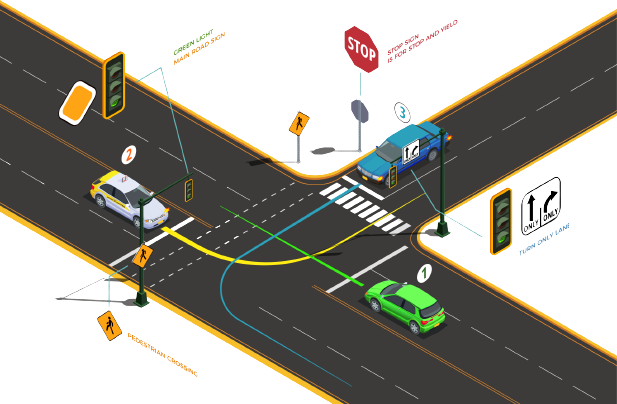 GREEN LIGHT
MAIN ROAD SIGN
STOP
STOP SIGN
IS FOR STOP AND YIELD
3
2
ONLY ONLY
TURN ONLY LANE
1
PEDESTRIAN CROSSING